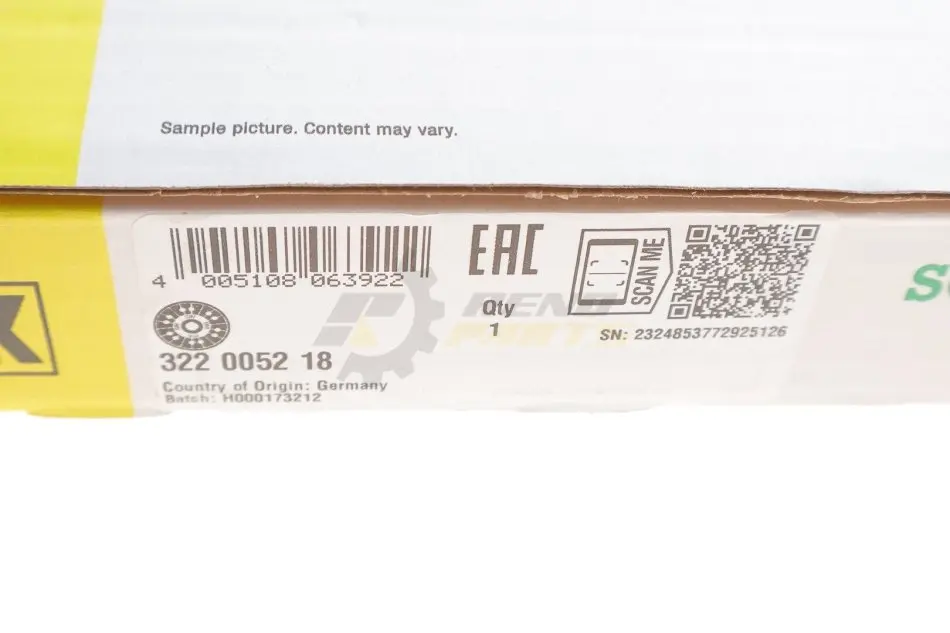 Sample picture. Content may vary.
4 005108 063922
EAC
SCAN ME
Qty
1
SN: 2324853772925126
322 0052 18
Country of Origin: Germany
Batch: H000173212
K